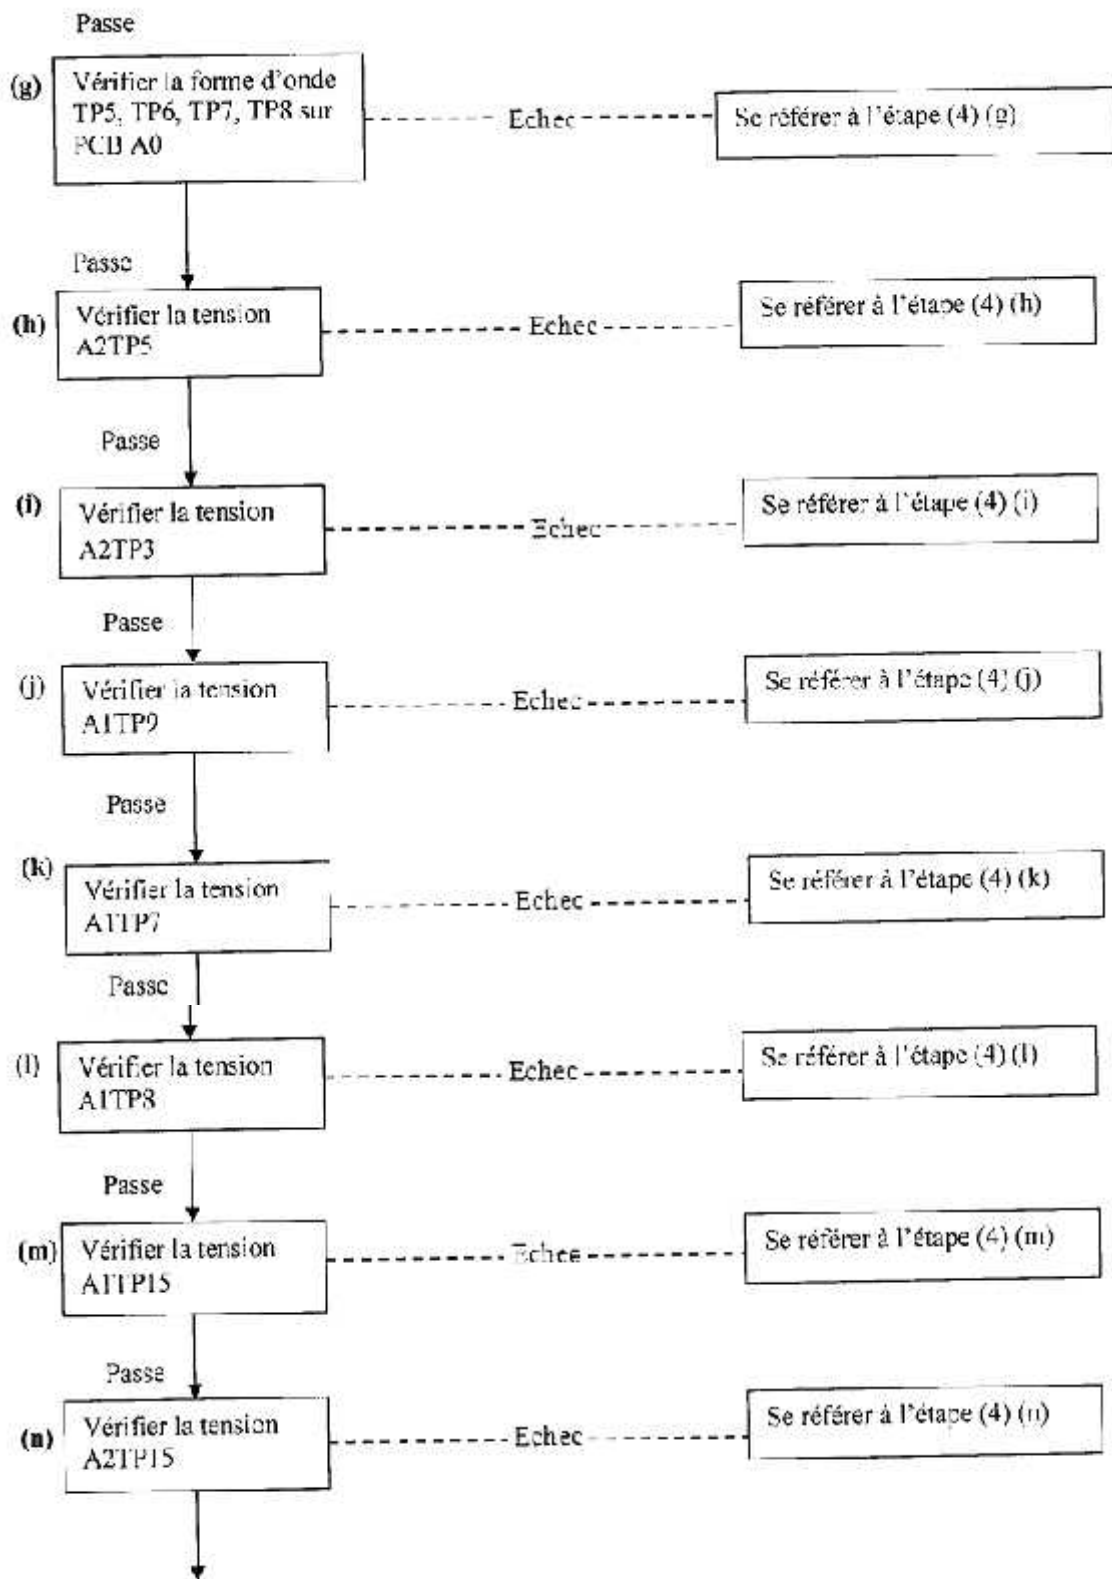 Passe
(g)
Vérifier la forme d'onde
TP5, TP6, TP7, TP8 sur
PCB A0
Echec
Se référer à l'étape (4) (g)
Passe
(h)
Vérifier la tension
A2TP5
Echec
Se référer à l'étape (4) (h)
Passe
(i)
Vérifier la tension
A2TP3
Echec
Se référer à l'étape (4) (i)
Passe
(j)
Vérifier la tension
A1TP9
Echec
Se référer à l'étape (4) (j)
Passe
(k)
Vérifier la tension
A1TP7
Echec
Se référer à l'étape (4) (k)
Passe
(l)
Vérifier la tension
A1TP8
Echec
Se référer à l'étape (4) (l)
Passe
(m)
Vérifier la tension
A1TP15
Echec
Se référer à l'étape (4) (m)
Passe
(n)
Vérifier la tension
A2TP15
Echec
Se référer à l'étape (4) (n)